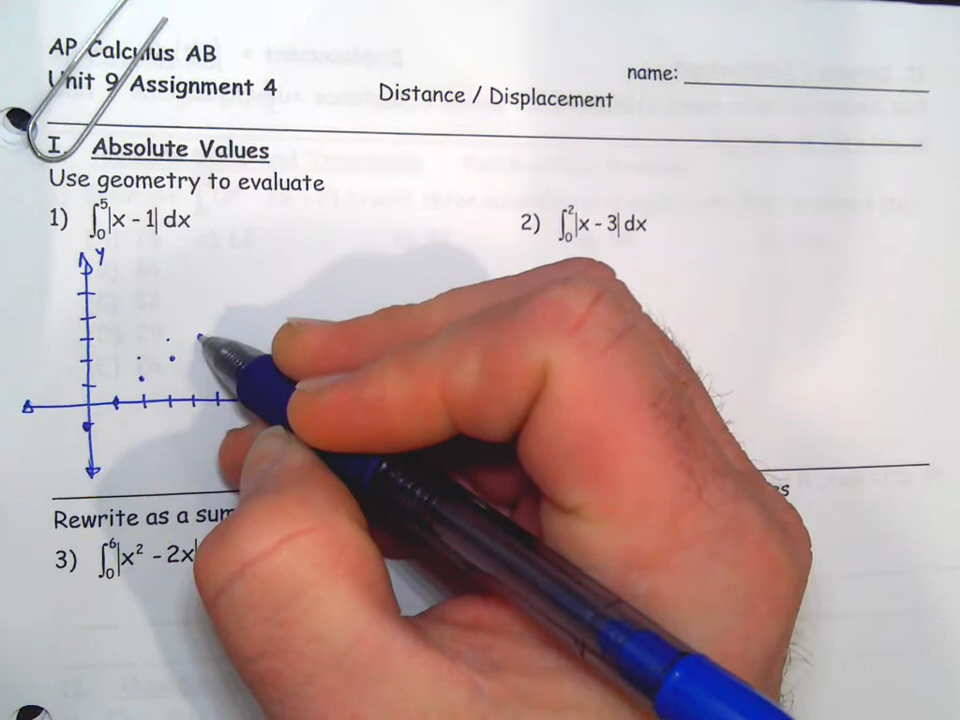 AP Calculus AB
Unit 9 Assignment 4
name:
Distance / Displacement
I. Absolute Values
Use geometry to evaluate
1) ∫₀⁵|x - 1| dx
2) ∫₀²|x - 3| dx
y
Rewrite as a sum
3) ∫₀⁶|x² - 2x|